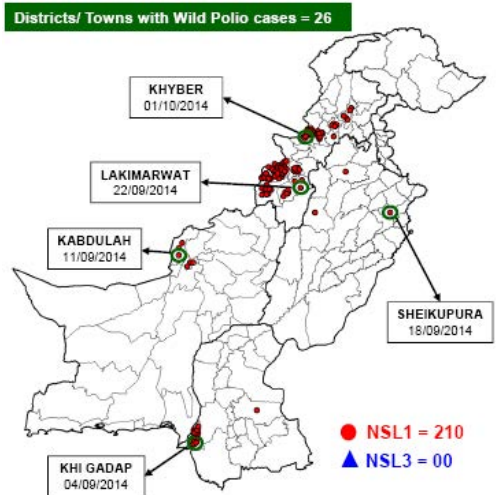 Districts/ Towns with Wild Polio cases = 26
KHYBER
01/10/2014
LAKIMARWAT
22/09/2014
KABDULAH
11/09/2014
SHEIKUPURA
18/09/2014
NSL1 = 210
NSL3 = 00
KHI GADAP
04/09/2014